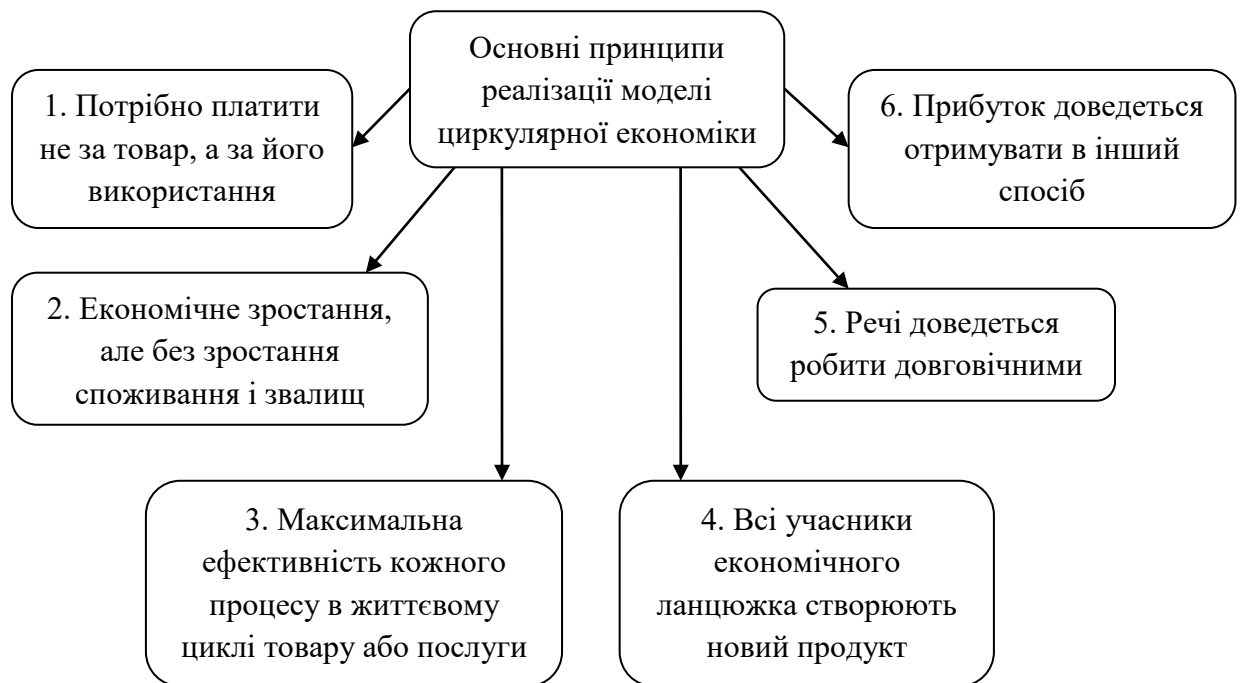 Основні принципи
реалізації моделі
циркулярної економіки
1. Потрібно платити
не за товар, а за його
використання
2. Економічне зростання,
але без зростання
споживання і звалищ
3. Максимальна
ефективність кожного
процесу в життєвому
циклі товару або послуги
4. Всі учасники
економічного
ланцюжка створюють
новий продукт
5. Речі доведеться
робити довговічними
6. Прибуток доведеться
отримувати в інший
спосіб